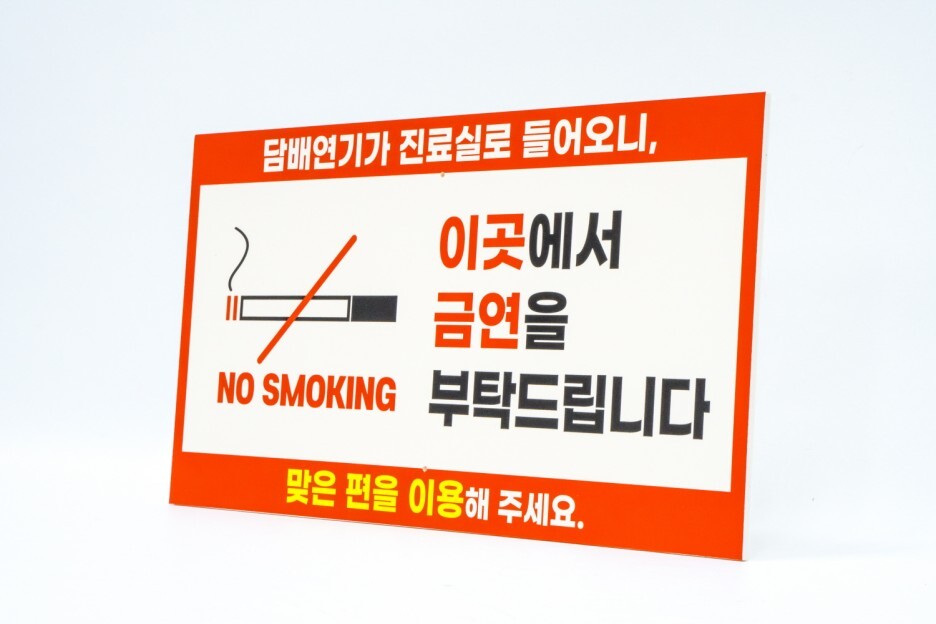 담배연기가 진료실로 들어오니,
이곳에서
금연을
부탁드립니다
NO SMOKING
맞은 편을 이용해 주세요.